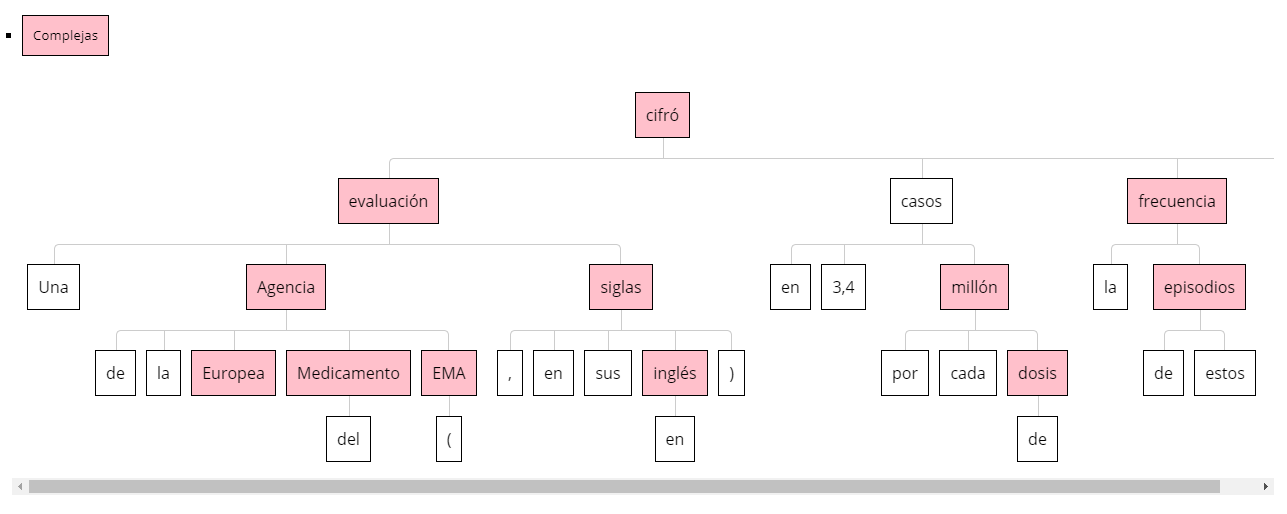 Complejas
cifró
evaluación casos frecuencia
Una Agencia siglas en 3,4 millón la episodios
de la Europea Medicamento EMA , en sus inglés ) por cada dosis de estos
del ( en de